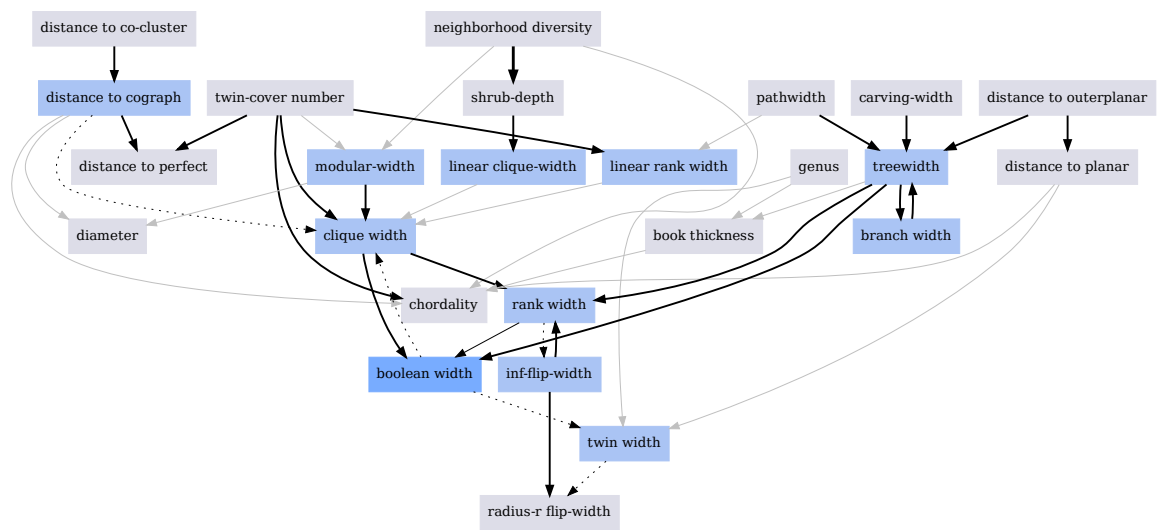 distance to co-cluster
neighborhood diversity
distance to cograph
twin-cover number
shrub-depth
pathwidth
carving-width
distance to outerplanar
distance to perfect
modular-width
linear clique-width
linear rank width
genus
treewidth
distance to planar
diameter
clique width
book thickness
branch width
chordality
rank width
boolean width
inf-flip-width
twin width
radius-r flip-width